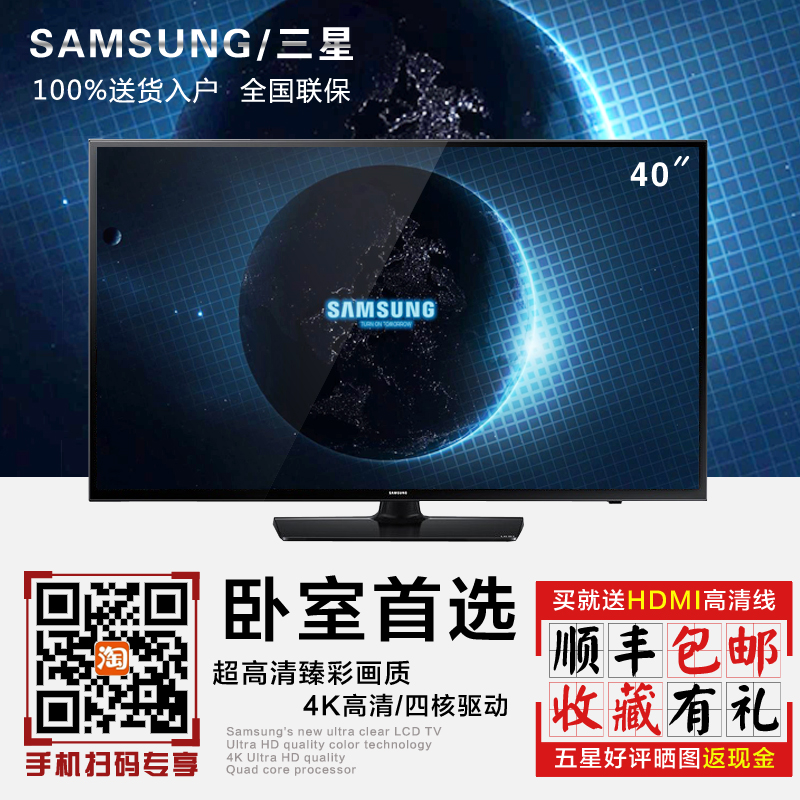 SAMSUNG/三星
100%送货入户 全国联保
40″
SAMSUNG
TURN ON TOMORROW
SAMSUNG
淘
手机扫码专享
卧室首选
超高清臻彩画质
4K高清/四核驱动
Samsung's new ultra clear LCD TV
Ultra HD quality color technology
4K Ultra HD quality
Quad core processor
买就送HDMI高清线
顺丰包邮
收藏有礼
五星好评晒图返现金